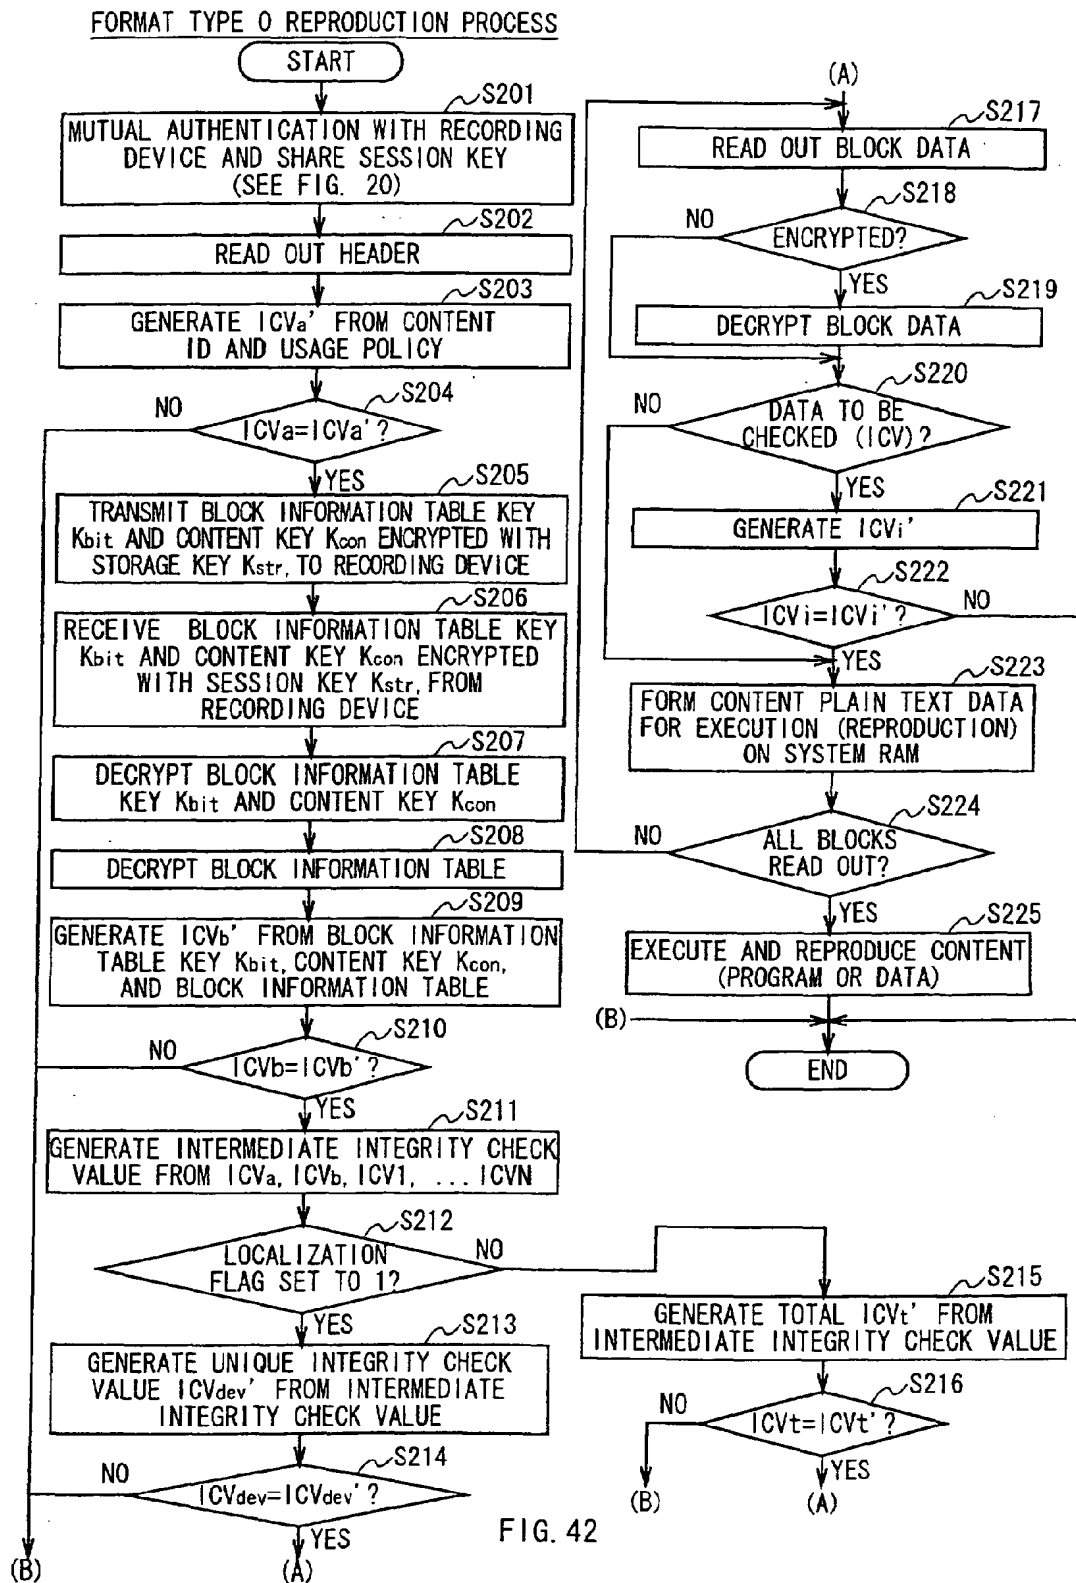 FORMAT TYPE 0 REPRODUCTION PROCESS
START
S201
MUTUAL AUTHENTICATION WITH RECORDING
DEVICE AND SHARE SESSION KEY
(SEE FIG. 20)
S202
READ OUT HEADER
S203
GENERATE ICVa' FROM CONTENT
ID AND USAGE POLICY
S204
NO
ICVa=ICVa'?
YES
S205
TRANSMIT BLOCK INFORMATION TABLE KEY
Kbit AND CONTENT KEY Kcon ENCRYPTED WITH
STORAGE KEY Kstr, TO RECORDING DEVICE
S206
RECEIVE BLOCK INFORMATION TABLE KEY
Kbit AND CONTENT KEY Kcon ENCRYPTED
WITH SESSION KEY Kstr, FROM
RECORDING DEVICE
S207
DECRYPT BLOCK INFORMATION TABLE
KEY Kbit AND CONTENT KEY Kcon
S208
DECRYPT BLOCK INFORMATION TABLE
S209
GENERATE ICVb' FROM BLOCK INFORMATION
TABLE KEY Kbit, CONTENT KEY Kcon,
AND BLOCK INFORMATION TABLE
S210
NO
ICVb=ICVb'?
YES
S211
GENERATE INTERMEDIATE INTEGRITY CHECK
VALUE FROM ICVa, ICVb, ICV1, ...ICVN
S212
LOCALIZATION
FLAG SET TO 1?
NO
YES
S213
GENERATE UNIQUE INTEGRITY CHECK
VALUE ICVdev' FROM INTERMEDIATE
INTEGRITY CHECK VALUE
S214
NO
ICVdev=ICVdev'?
YES
(B)
(A)
S215
GENERATE TOTAL ICVt' FROM
INTERMEDIATE INTEGRITY CHECK VALUE
S216
NO
ICVt=ICVt'?
YES
(B)
(A)
(A)
S217
READ OUT BLOCK DATA
S218
NO
ENCRYPTED?
YES
S219
DECRYPT BLOCK DATA
S220
NO
DATA TO BE
CHECKED (ICV)?
YES
S221
GENERATE ICVi'
S222
ICVi=ICVi'?
NO
YES
S223
FORM CONTENT PLAIN TEXT DATA
FOR EXECUTION (REPRODUCTION)
ON SYSTEM RAM
S224
NO
ALL BLOCKS
READ OUT?
YES
S225
EXECUTE AND REPRODUCE CONTENT
(PROGRAM OR DATA)
(B)
END
FIG. 42